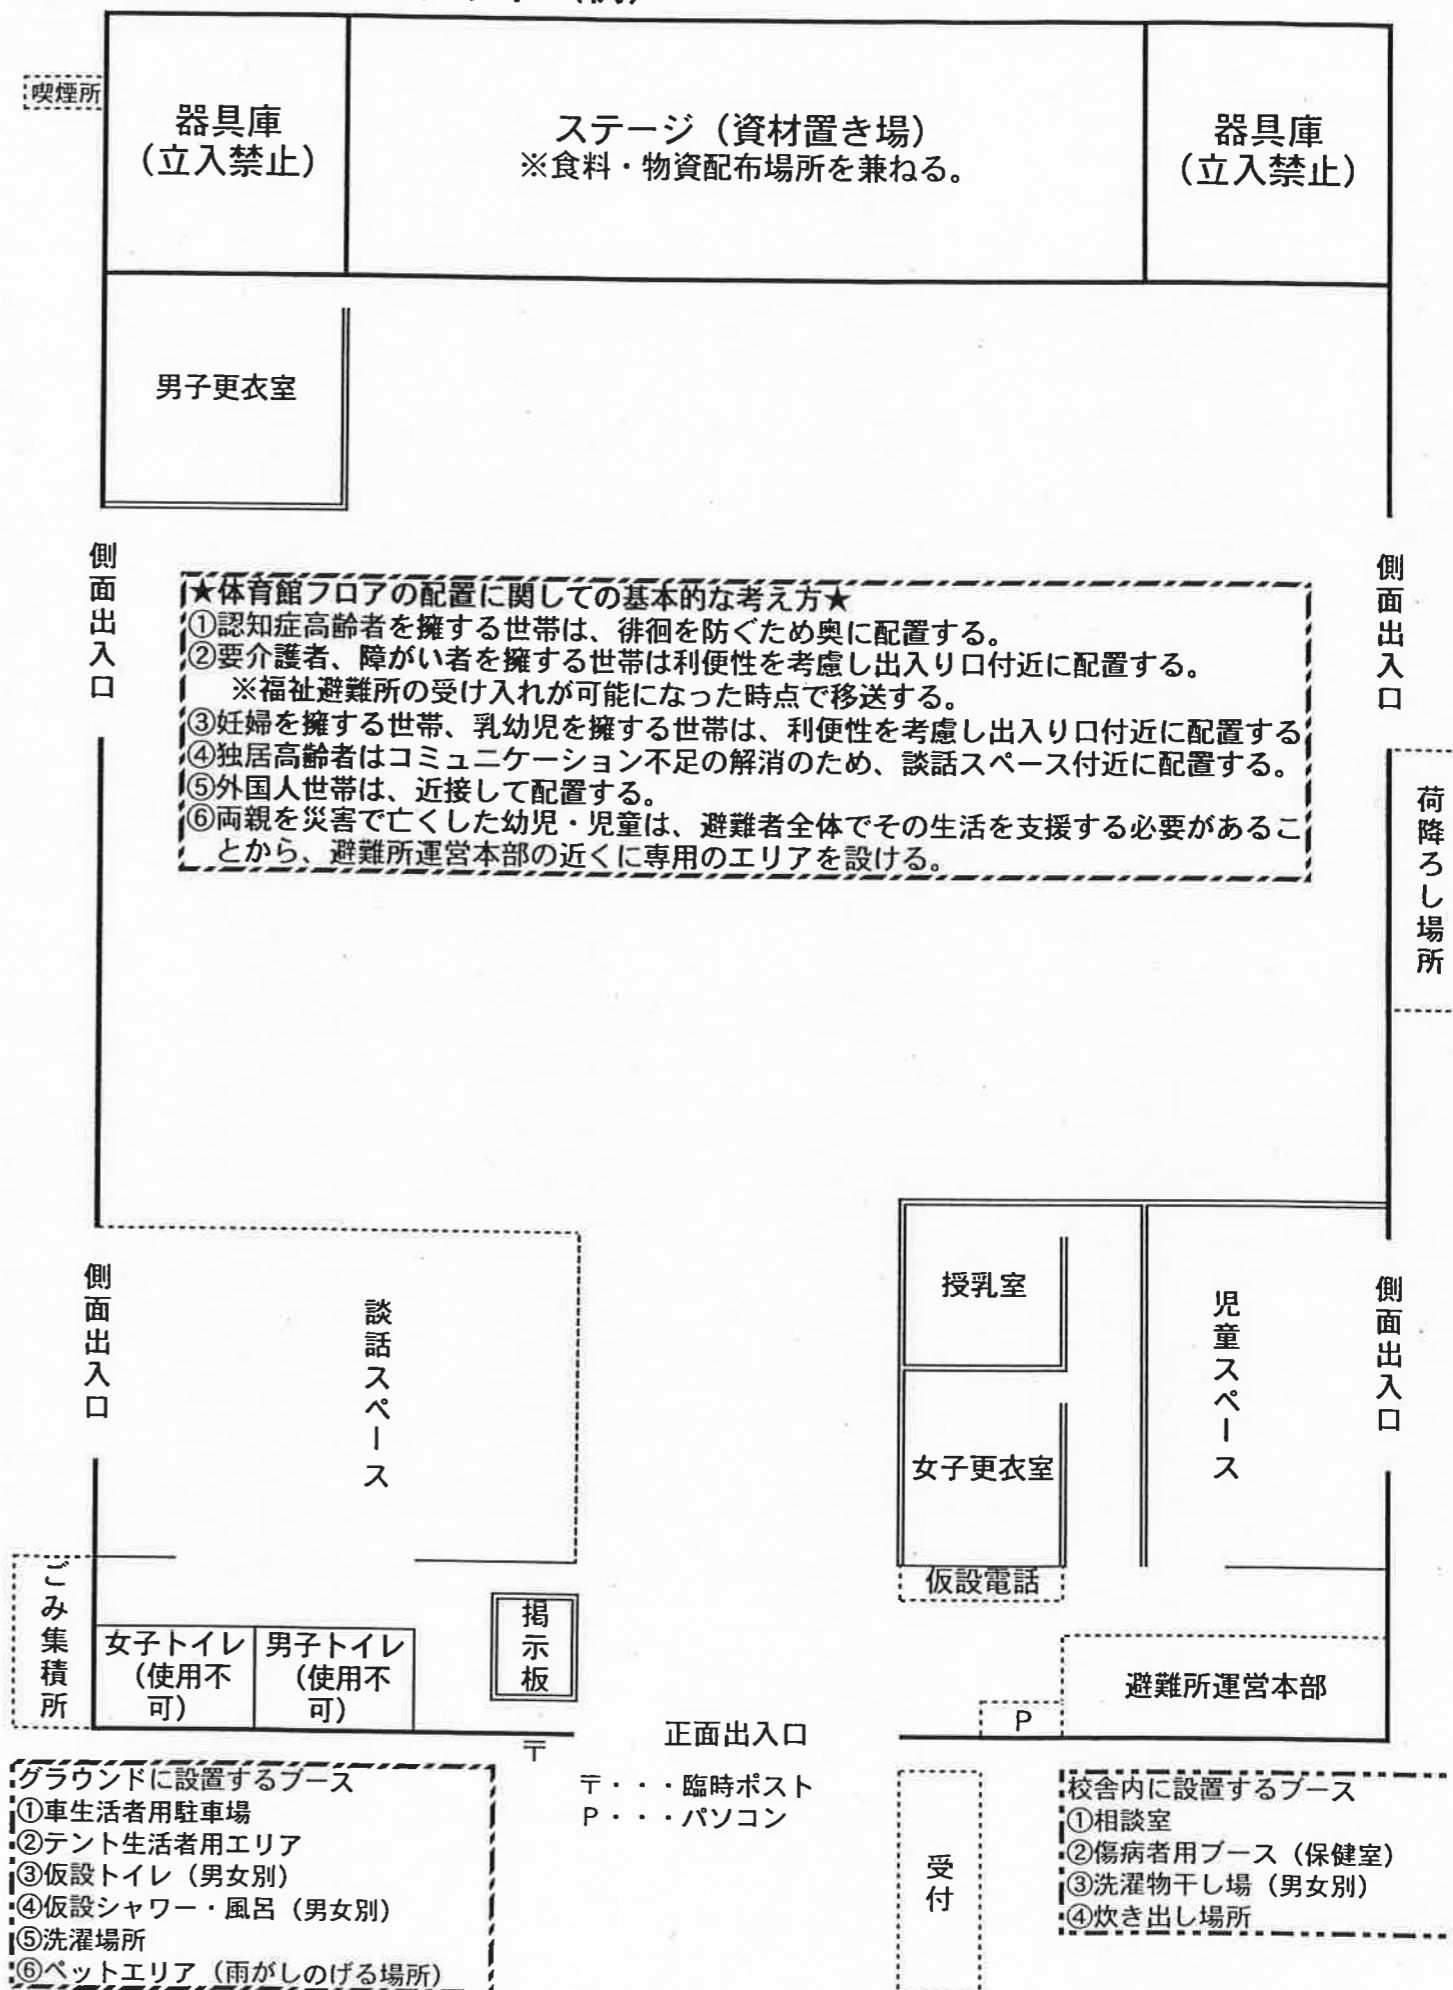 喫煙所
器具庫
(立入禁止)
ステージ(資材置き場)
※食料・物資配布場所を兼ねる。
器具庫
(立入禁止)
男子更衣室
側面出入口
側面出入口
★体育館フロアの配置に関しての基本的な考え方★
①認知症高齢者を擁する世帯は、徘徊を防ぐため奥に配置する。
②要介護者、障がい者を擁する世帯は利便性を考慮し出入り口付近に配置する。
※福祉避難所の受け入れが可能になった時点で移送する。
③妊婦を擁する世帯、乳幼児を擁する世帯は、利便性を考慮し出入り口付近に配置する
④独居高齢者はコミュニケーション不足の解消のため、談話スペース付近に配置する。
⑤外国人世帯は、近接して配置する。
⑥両親を災害で亡くした幼児・児童は、避難者全体でその生活を支援する必要があるこ
とから、避難所運営本部の近くに専用のエリアを設ける。
荷降ろし場所
側面出入口
談話スペース
授乳室
児童スペース
側面出入口
女子更衣室
仮設電話
ごみ集積所
女子トイレ
(使用不
可)
男子トイレ
(使用不
可)
掲示板
避難所運営本部
P
正面出入口
〒
〒・・・臨時ポスト
P・・・パソコン
受付
グラウンドに設置するブース
①車生活者用駐車場
②テント生活者用エリア
③仮設トイレ(男女別)
④仮設シャワー・風呂(男女別)
⑤洗濯場所
⑥ペットエリア(雨がしのげる場所)
校舎内に設置するブース
①相談室
②傷病者用ブース(保健室)
③洗濯物干し場(男女別)
④炊き出し場所